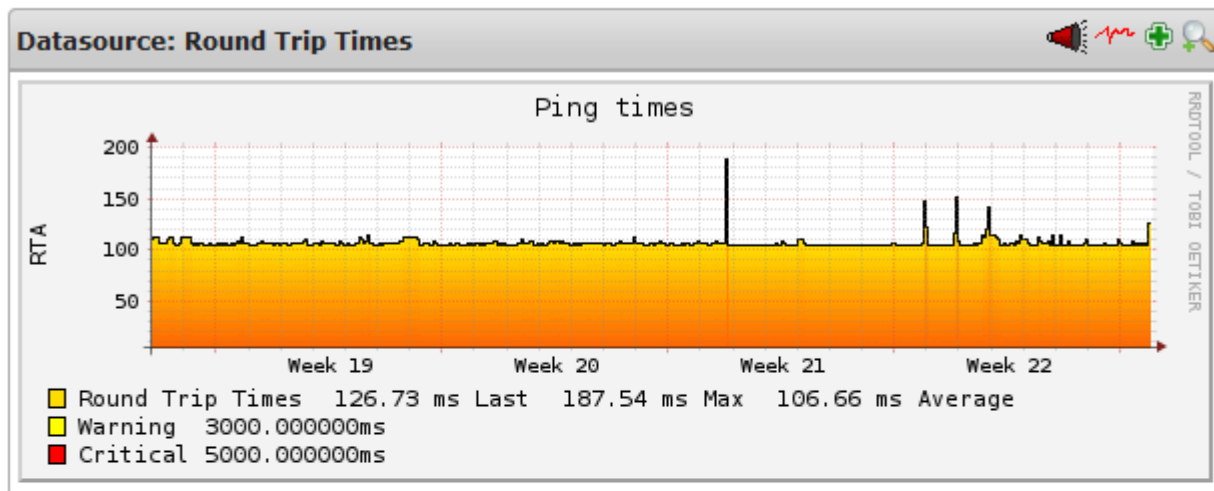 Datasource: Round Trip Times
Ping times
200
150
100
50
RTA
Week 19 Week 20 Week 21 Week 22
Round Trip Times 126.73 ms Last 187.54 ms Max 106.66 ms Average
Warning 3000.000000ms
Critical 5000.000000ms
RRDTOOL / TOBI OETIKER